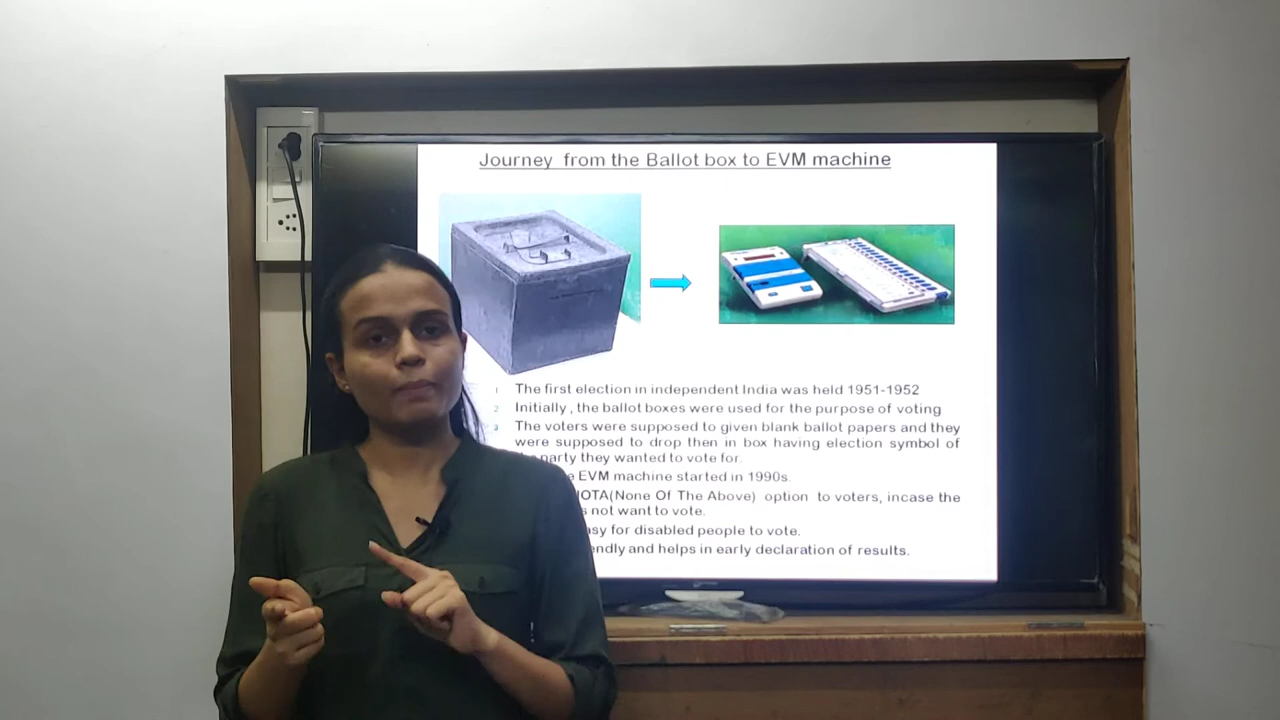 Journey from the Ballot box to EVM machine
1 The first election in independent India was held 1951-1952
2 Initially , the ballot boxes were used for the purpose of voting
3 The voters were supposed to given blank ballot papers and they
were supposed to drop then in box having election symbol of
party they wanted to vote for.
EVM machine started in 1990s.
(None Of The Above) option to voters, incase the
not want to vote.
for disabled people to vote.
and helps in early declaration of results.